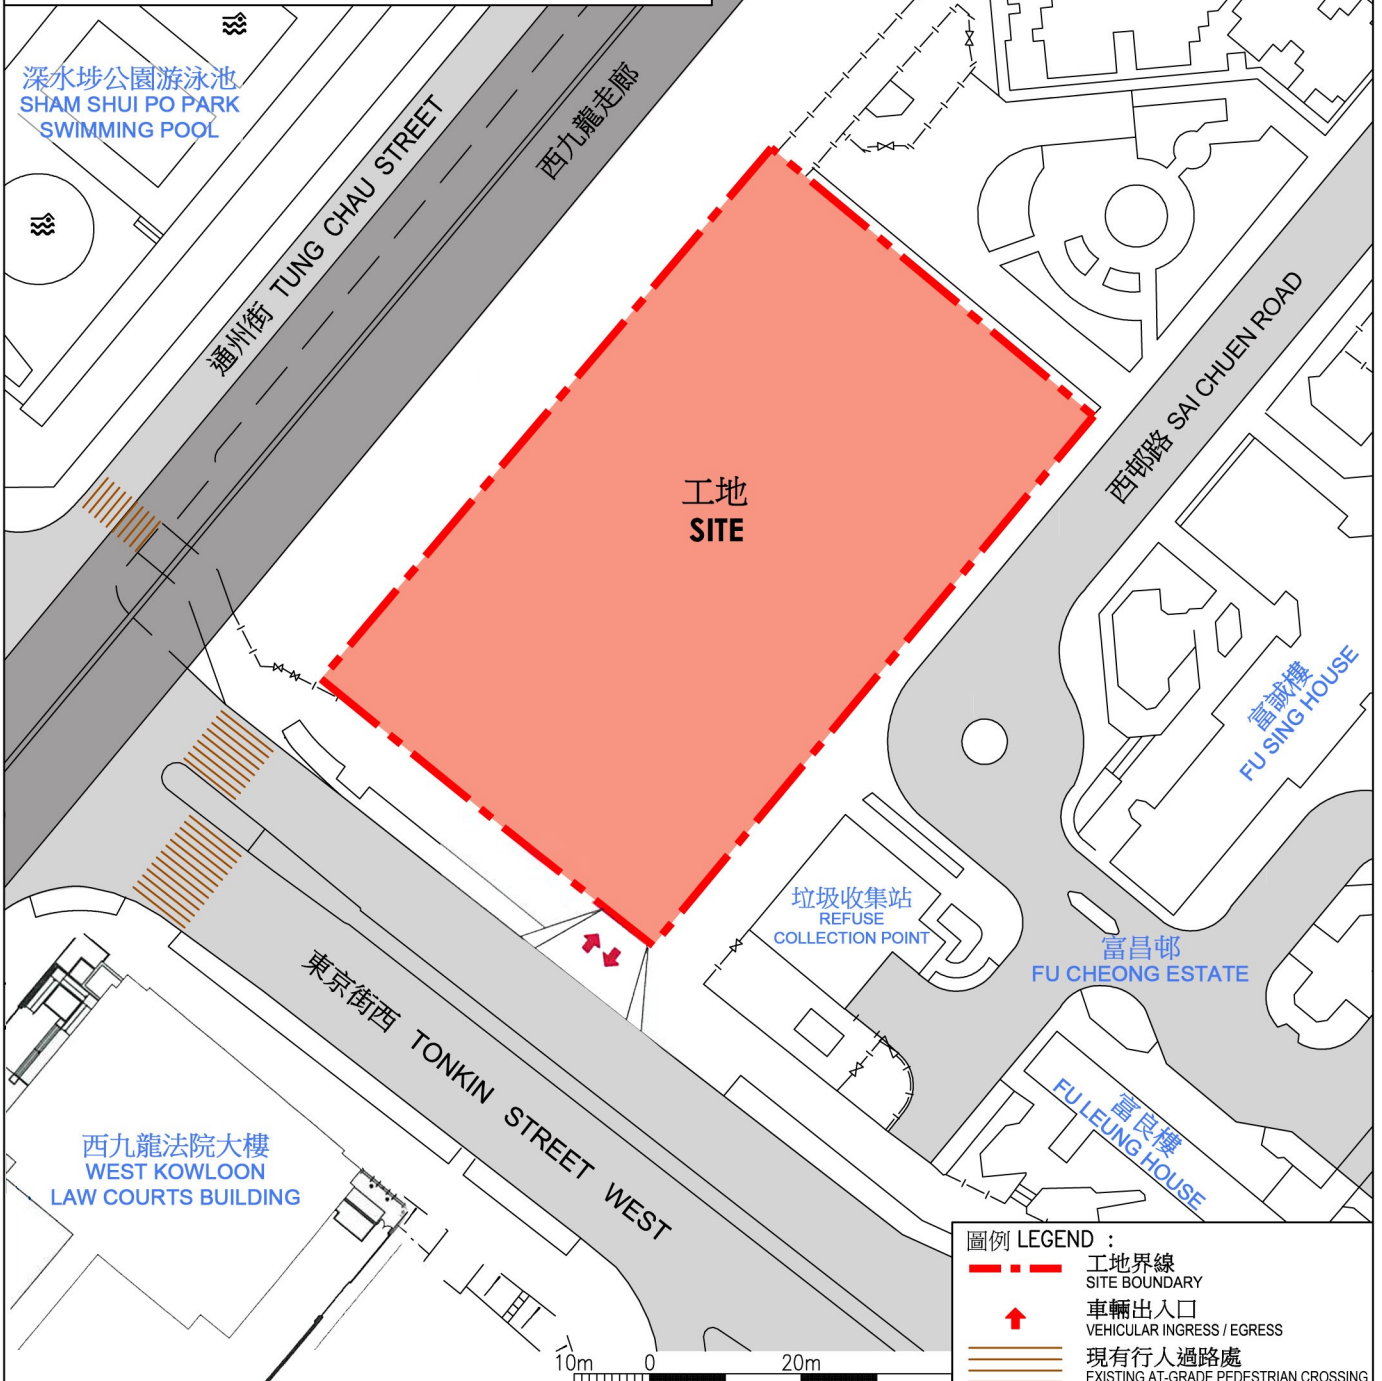 深水埗公園游泳池
SHAM SHUI PO PARK
SWIMMING POOL
通州街 TUNG CHAU STREET
西九龍走廊
西邨路 SAI CHUEN ROAD
工地
SITE
富誠樓
FU SING HOUSE
垃圾收集站
REFUSE
COLLECTION POINT
富昌邨
FU CHEONG ESTATE
東京街西 TONKIN STREET WEST
富良樓
FU LEUNG HOUSE
西九龍法院大樓
WEST KOWLOON
LAW COURTS BUILDING
圖例 LEGEND :
工地界線
SITE BOUNDARY
車輛出入口
VEHICULAR INGRESS / EGRESS
現有行人過路處
EXISTING AT-GRADE PEDESTRIAN CROSSING
10m 0 20m